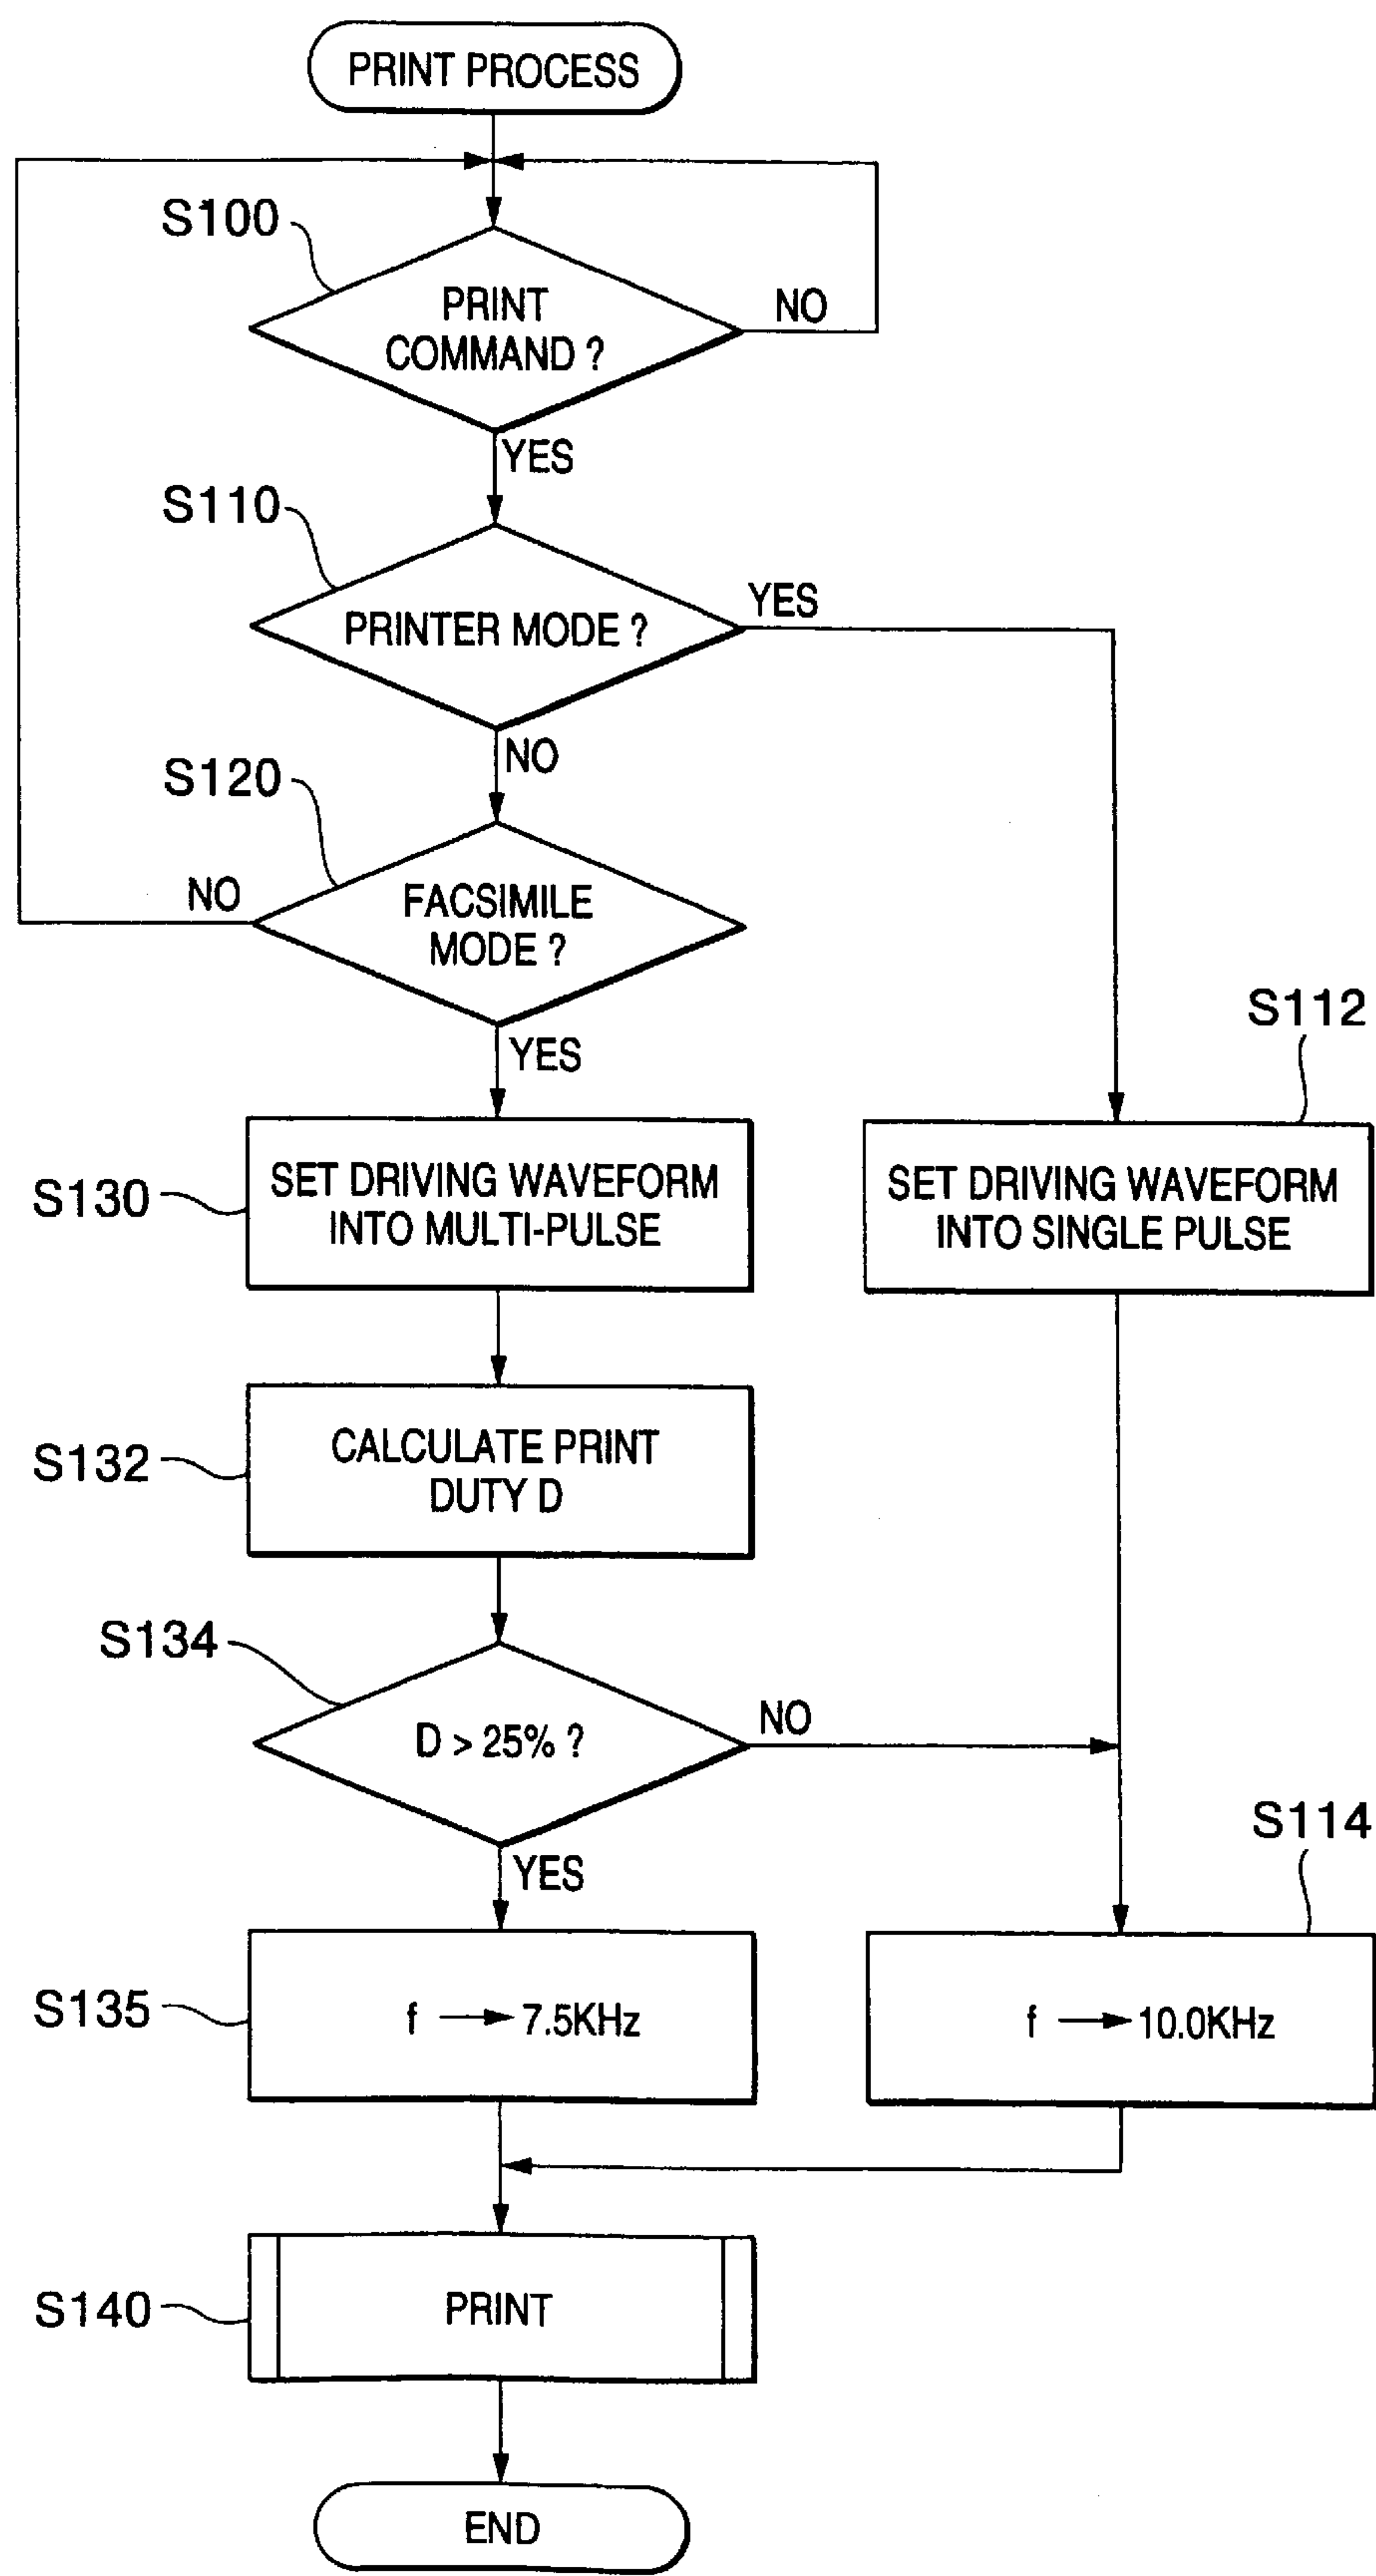 PRINT PROCESS
S100
PRINT
COMMAND ?
NO
YES
S110
PRINTER MODE ?
YES
NO
S120
NO
FACSIMILE
MODE ?
YES
S112
S130
SET DRIVING WAVEFORM
INTO MULTI-PULSE
SET DRIVING WAVEFORM
INTO SINGLE PULSE
S132
CALCULATE PRINT
DUTY D
S134
D > 25% ?
NO
YES
S114
S135
f → 7.5KHz
f → 10.0KHz
S140
PRINT
END